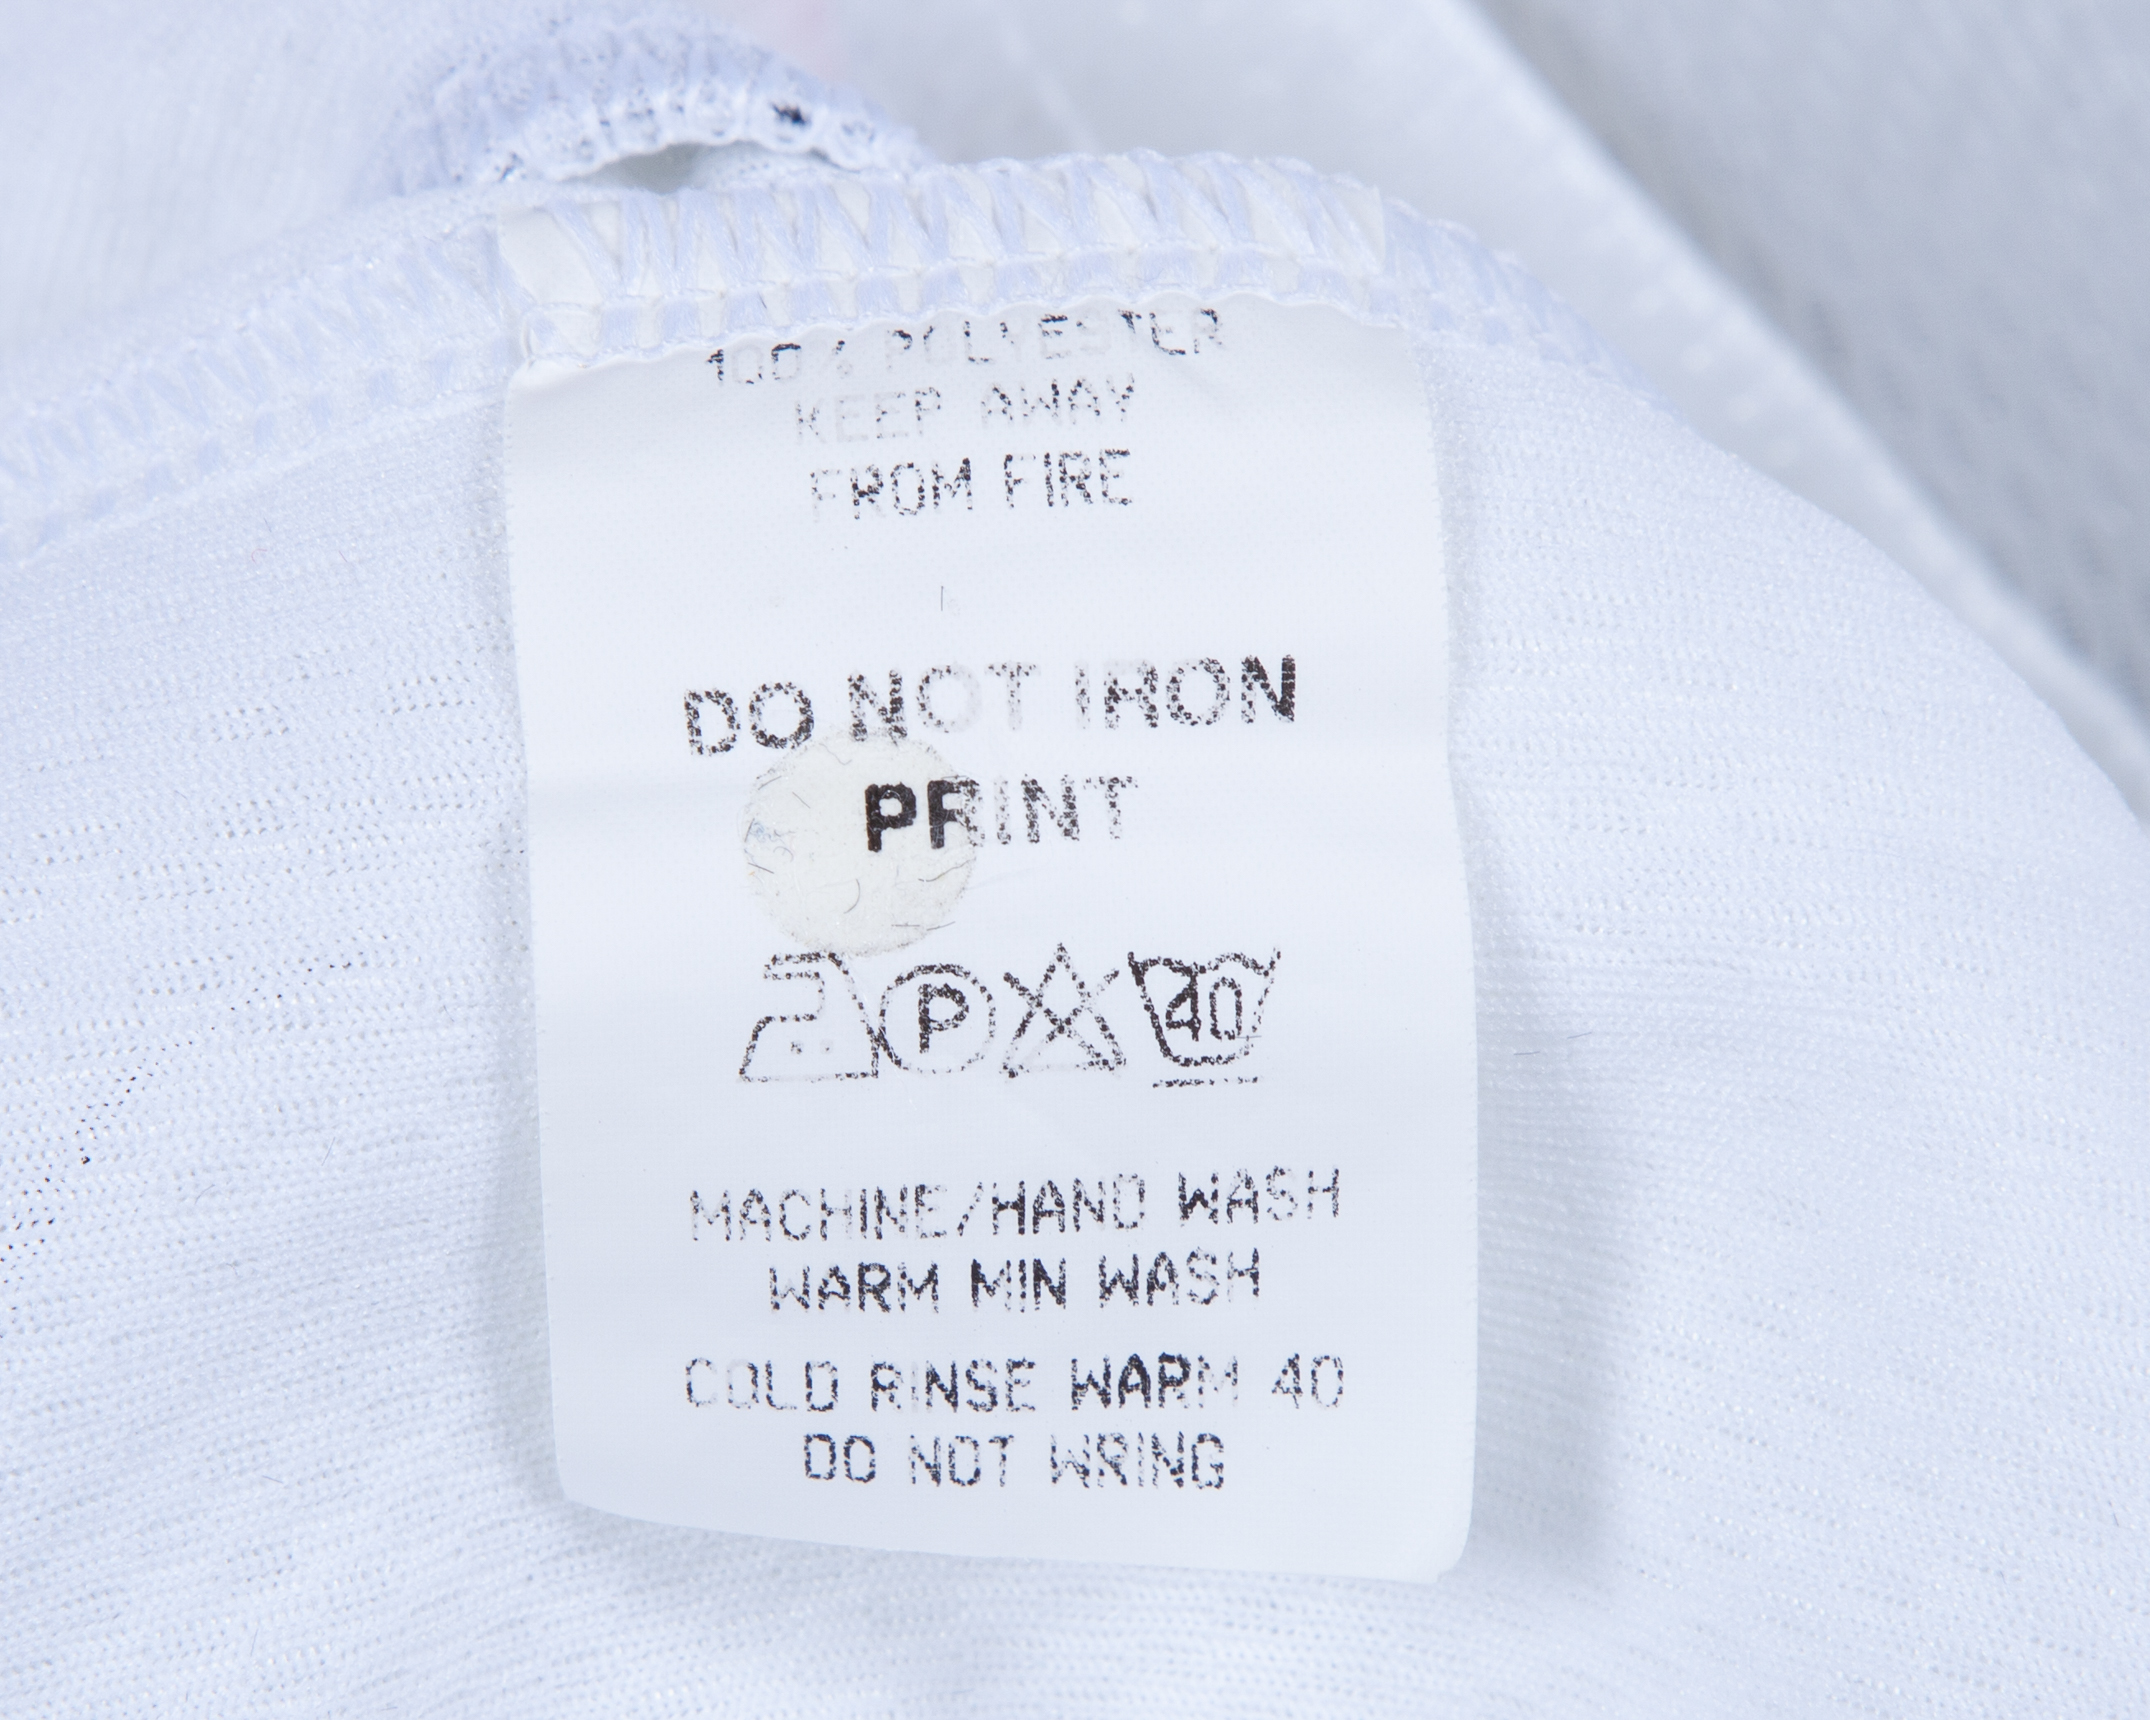 100% POLYESTER
KEEP AWAY
FROM FIRE
DO NOT IRON
PRINT
P 40
MACHINE/HAND WASH
WARM MIN WASH
COLD RINSE WARM 40
DO NOT WRING